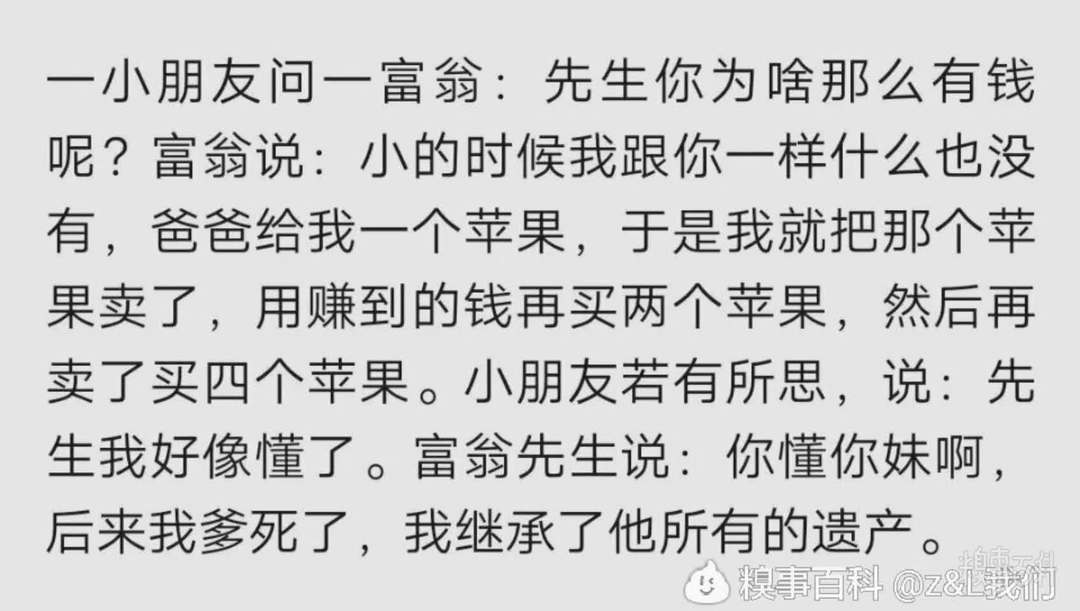 一小朋友问一富翁：先生你为啥那么有钱
呢？富翁说：小的时候我跟你一样什么也没
有，爸爸给我一个苹果，于是我就把那个苹
果卖了，用赚到的钱再买两个苹果，然后再
卖了买四个苹果。小朋友若有所思，说：先
生我好像懂了。富翁先生说：你懂你妹啊，
后来我爹死了，我继承了他所有的遗产。
糗事百科 @z&L我们